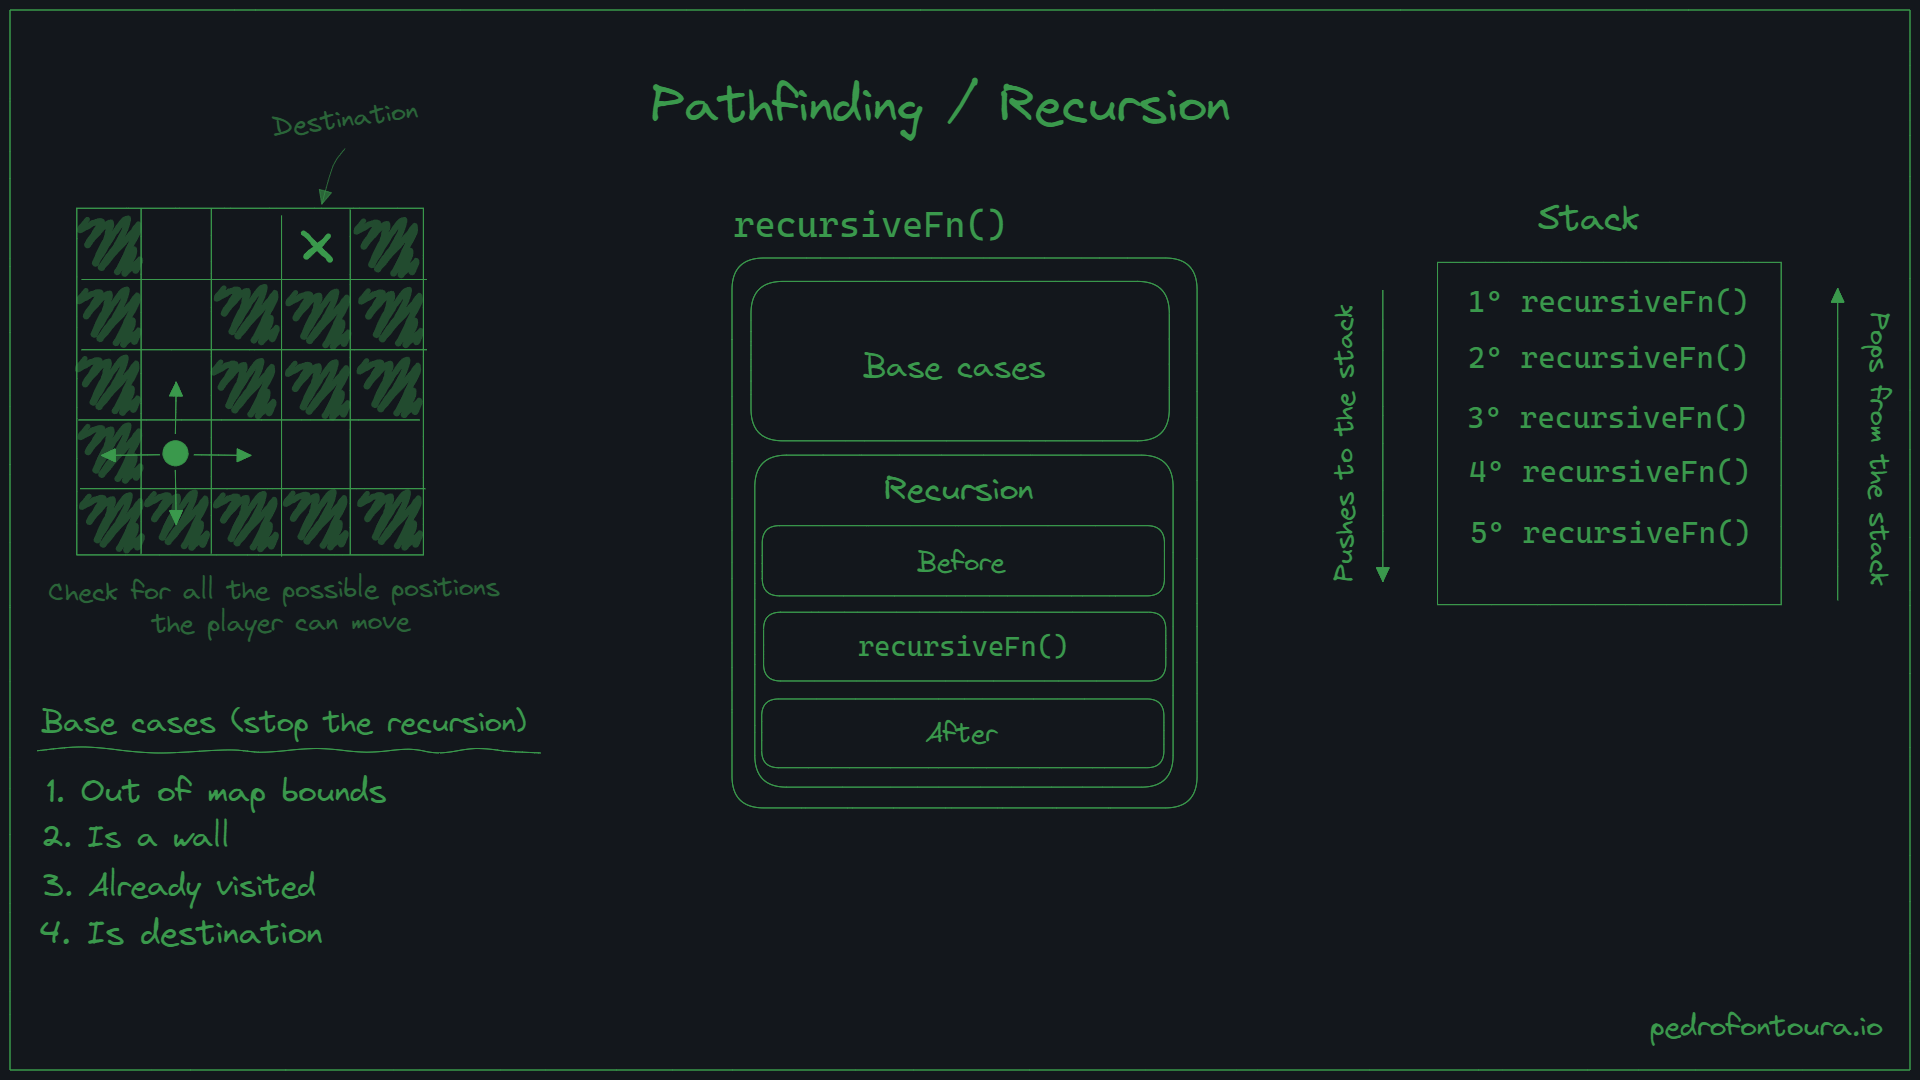 Pathfinding / Recursion
Destination
Check for all the possible positions
the player can move
Base cases (stop the recursion)
1. Out of map bounds
2. Is a wall
3. Already visited
4. Is destination
recursiveFn()
Base cases
Recursion
Before
recursiveFn()
After
Stack
Pushes to the stack
1° recursiveFn()
2° recursiveFn()
3° recursiveFn()
4° recursiveFn()
5° recursiveFn()
Pops from the stack
pedrofontoura.io